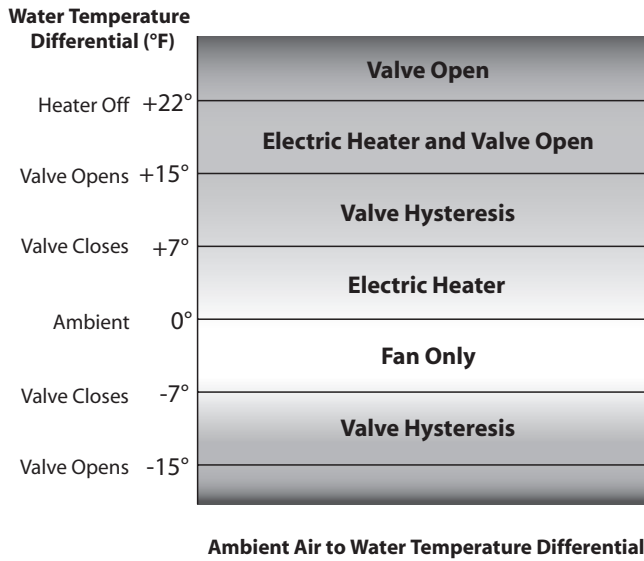 Water Temperature
Differential (°F)
Valve Open
Heater Off +22°
Electric Heater and Valve Open
Valve Opens +15°
Valve Hysteresis
Valve Closes +7°
Electric Heater
Ambient 0°
Fan Only
Valve Closes -7°
Valve Hysteresis
Valve Opens -15°
Ambient Air to Water Temperature Differential